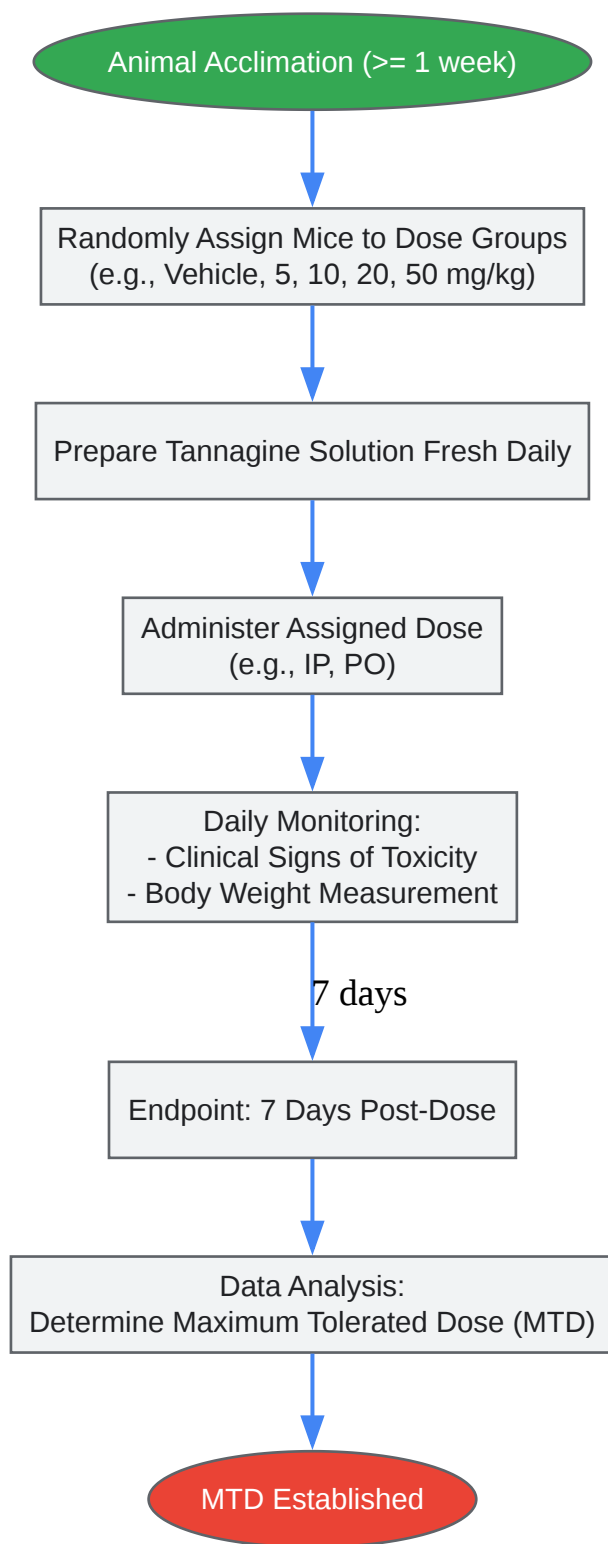 Animal Acclimation (>= 1 week)
Randomly Assign Mice to Dose Groups
(e.g., Vehicle, 5, 10, 20, 50 mg/kg)
Prepare Tannagine Solution Fresh Daily
Administer Assigned Dose
(e.g., IP, PO)
Daily Monitoring:
- Clinical Signs of Toxicity
- Body Weight Measurement
7 days
Endpoint: 7 Days Post-Dose
Data Analysis:
Determine Maximum Tolerated Dose (MTD)
MTD Established